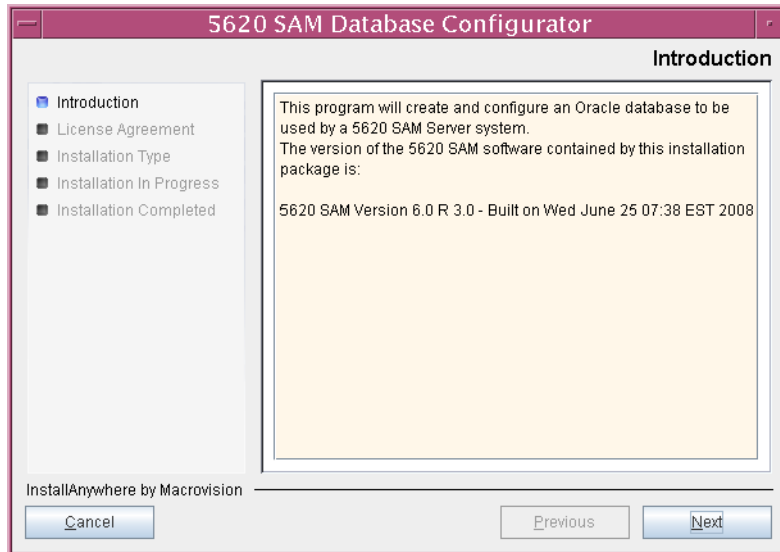 5620 SAM Database Configurator
Introduction
Introduction
License Agreement
Installation Type
Installation In Progress
Installation Completed
This program will create and configure an Oracle database to be
used by a 5620 SAM Server system.
The version of the 5620 SAM software contained by this installation
package is:
5620 SAM Version 6.0 R 3.0 - Built on Wed June 25 07:38 EST 2008
InstallAnywhere by Macrovision
Cancel
Previous
Next